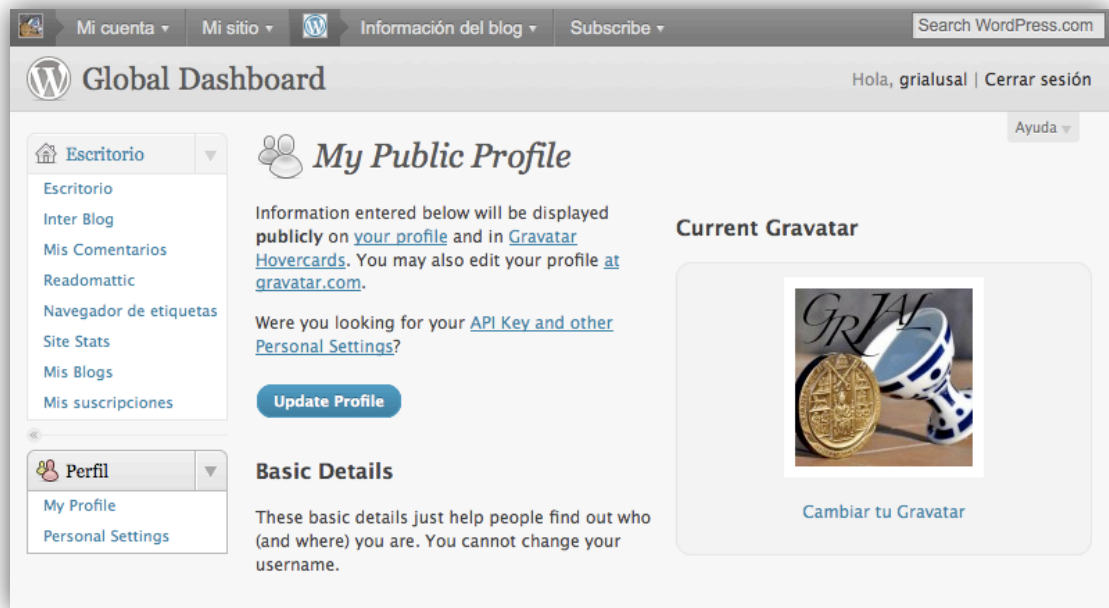 Mi cuenta Mi sitio Información del blog Subscribe Search WordPress.com
Global Dashboard
Hola, grialusal | Cerrar sesión
Ayuda
Escritorio
Escritorio
Inter Blog
Mis Comentarios
Readomattic
Navegador de etiquetas
Site Stats
Mis Blogs
Mis suscripciones
Perfil
My Profile
Personal Settings
My Public Profile
Information entered below will be displayed
publicly on your profile and in Gravatar
Hovercards. You may also edit your profile at
gravatar.com.
Were you looking for your API Key and other
Personal Settings?
Update Profile
Basic Details
These basic details just help people find out who
(and where) you are. You cannot change your
username.
Current Gravatar
GRIAL
Cambiar tu Gravatar